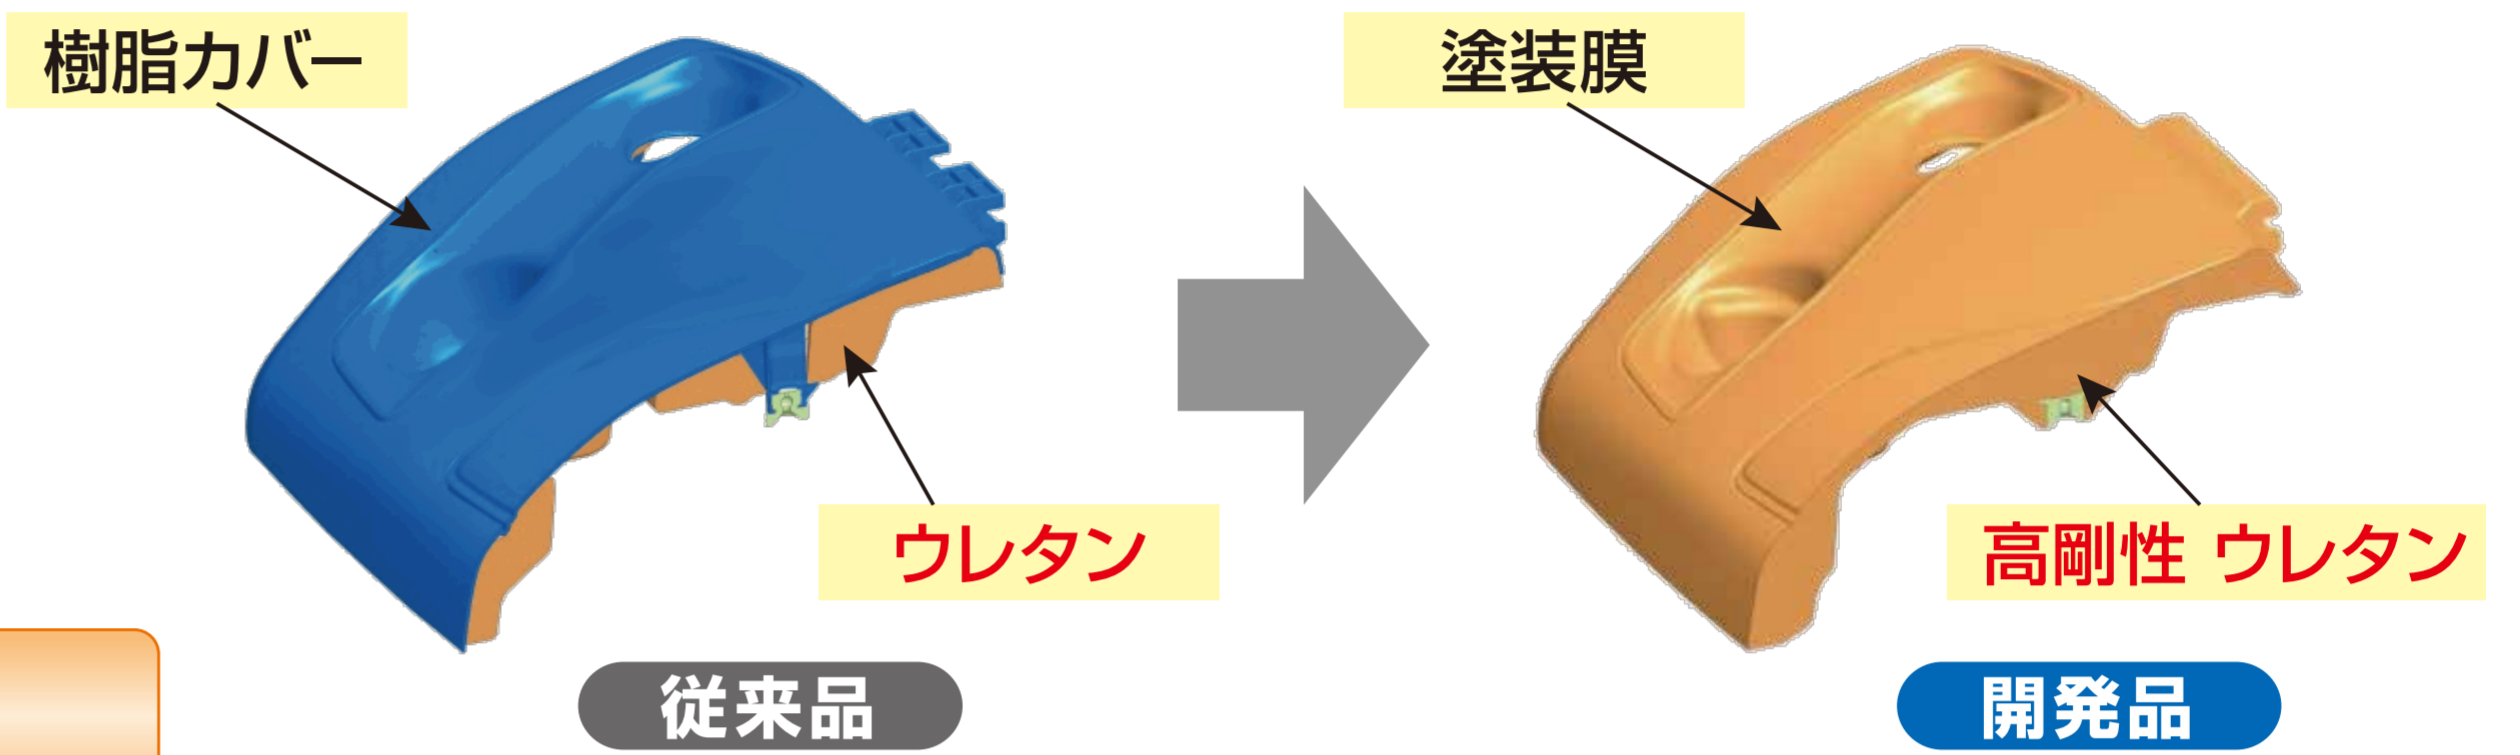 樹脂カバー
塗装膜
ウレタン
高剛性 ウレタン
従来品
開発品